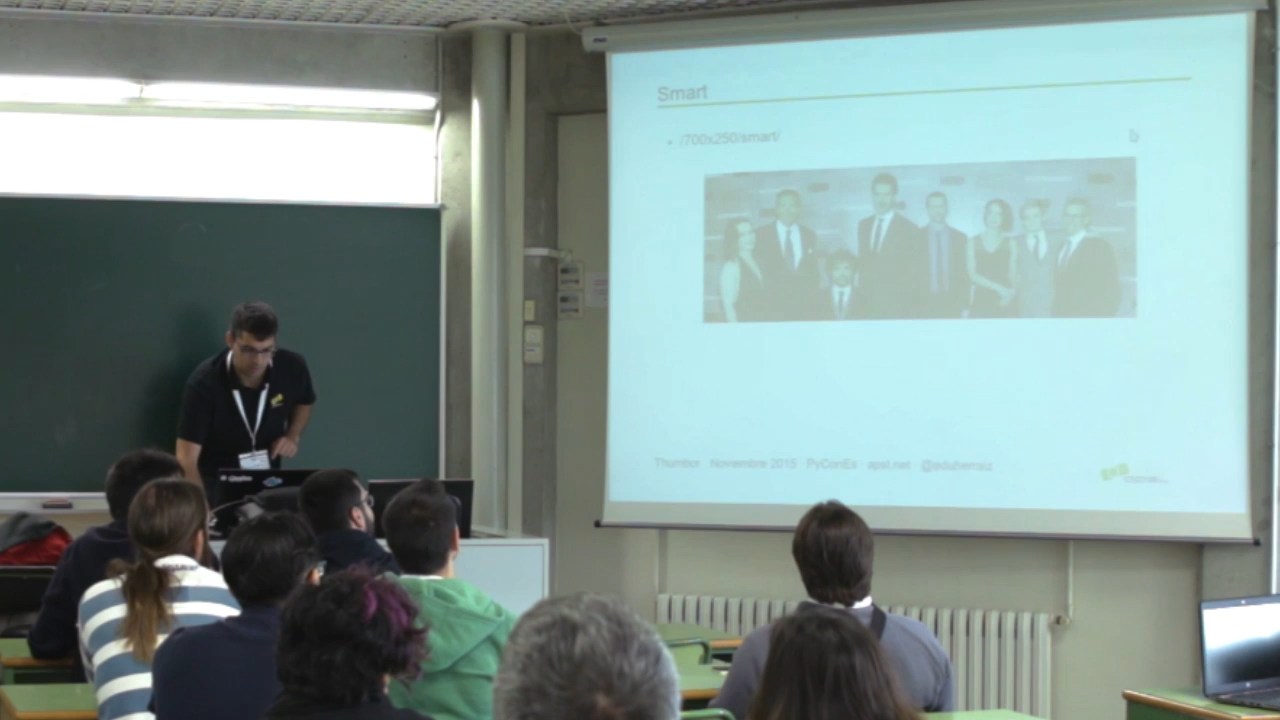 Smart
/700x250/smart/
Thumbor Noviembre 2015 PyConEs apsl.net @eduherraiz